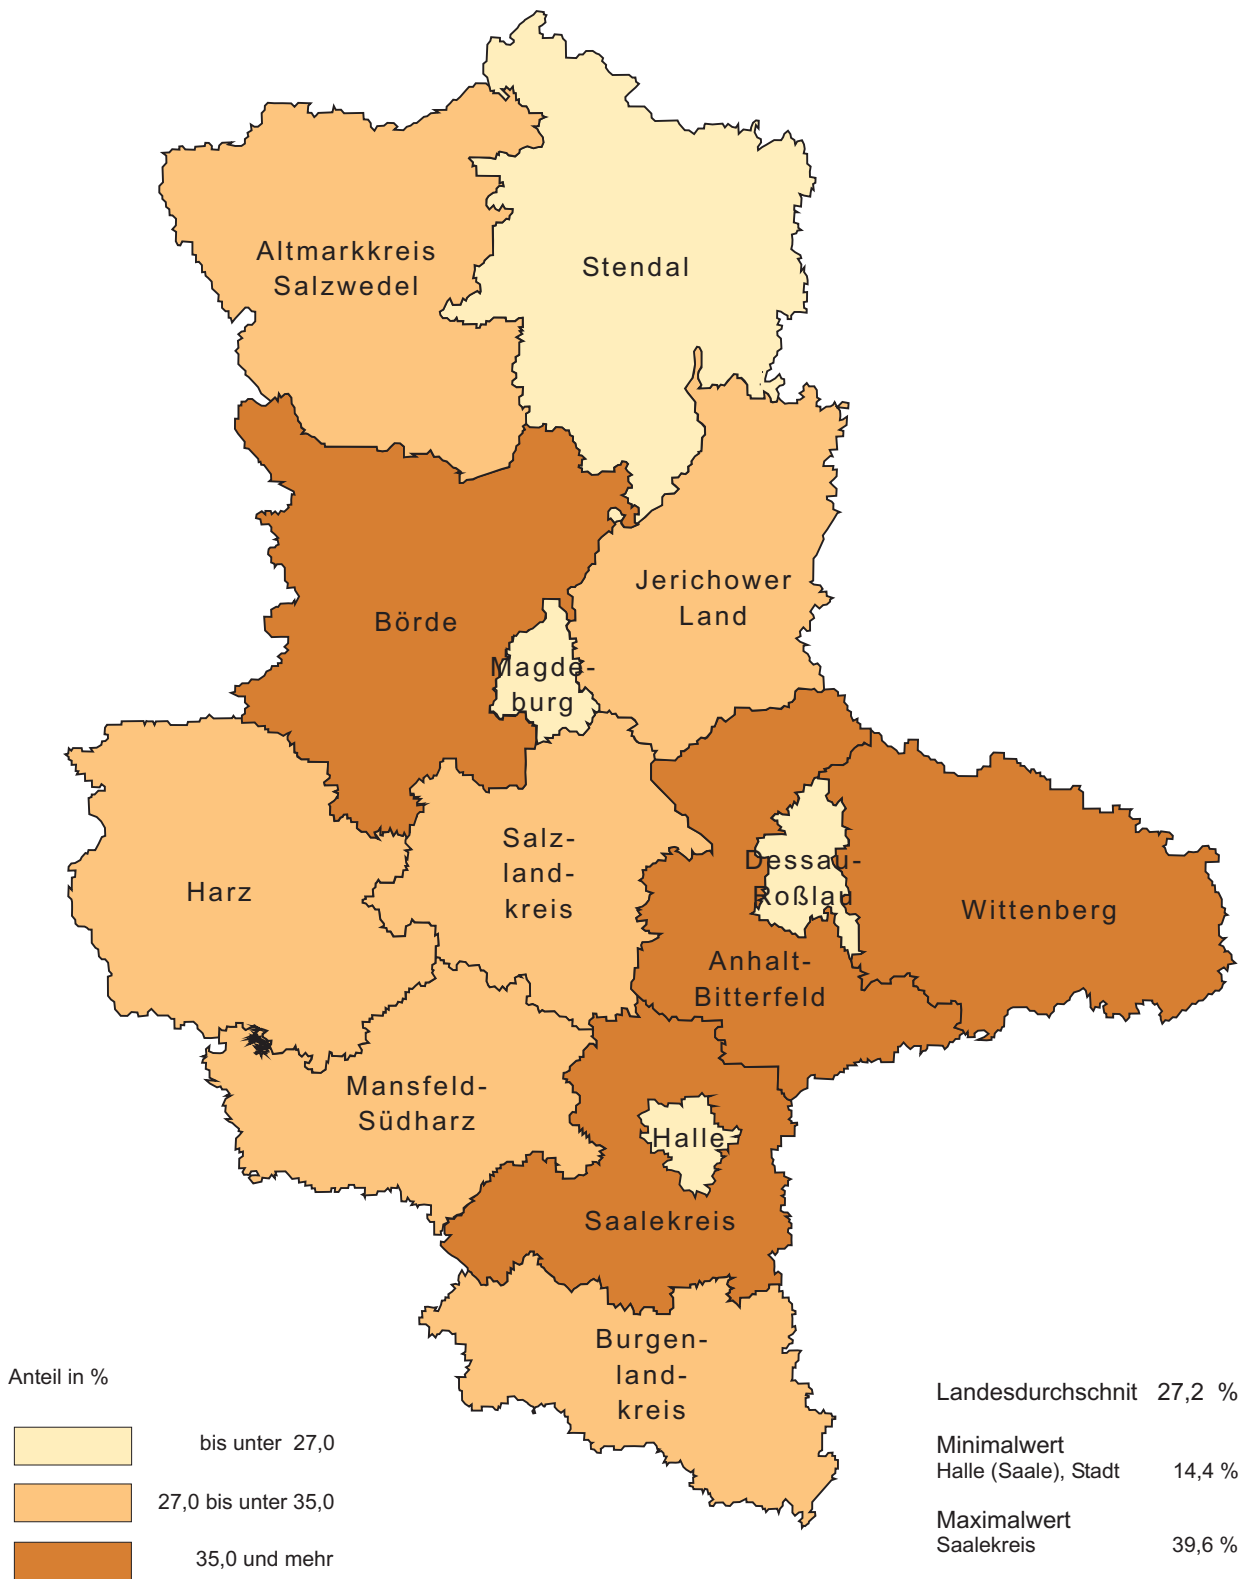 Altmarkkreis
Salzwedel
Stendal
Jerichower
Land
Börde
Magde-
burg
Salz-
land-
kreis
Harz
Dessau-
Roßlau
Wittenberg
Anhalt-
Bitterfeld
Mansfeld-
Südharz
Halle
Saalekreis
Burgen-
land-
kreis
Anteil in %
bis unter 27,0
27,0 bis unter 35,0
35,0 und mehr
Landesdurchschnit 27,2 %
Minimalwert
Halle (Saale), Stadt 14,4 %
Maximalwert
Saalekreis 39,6 %